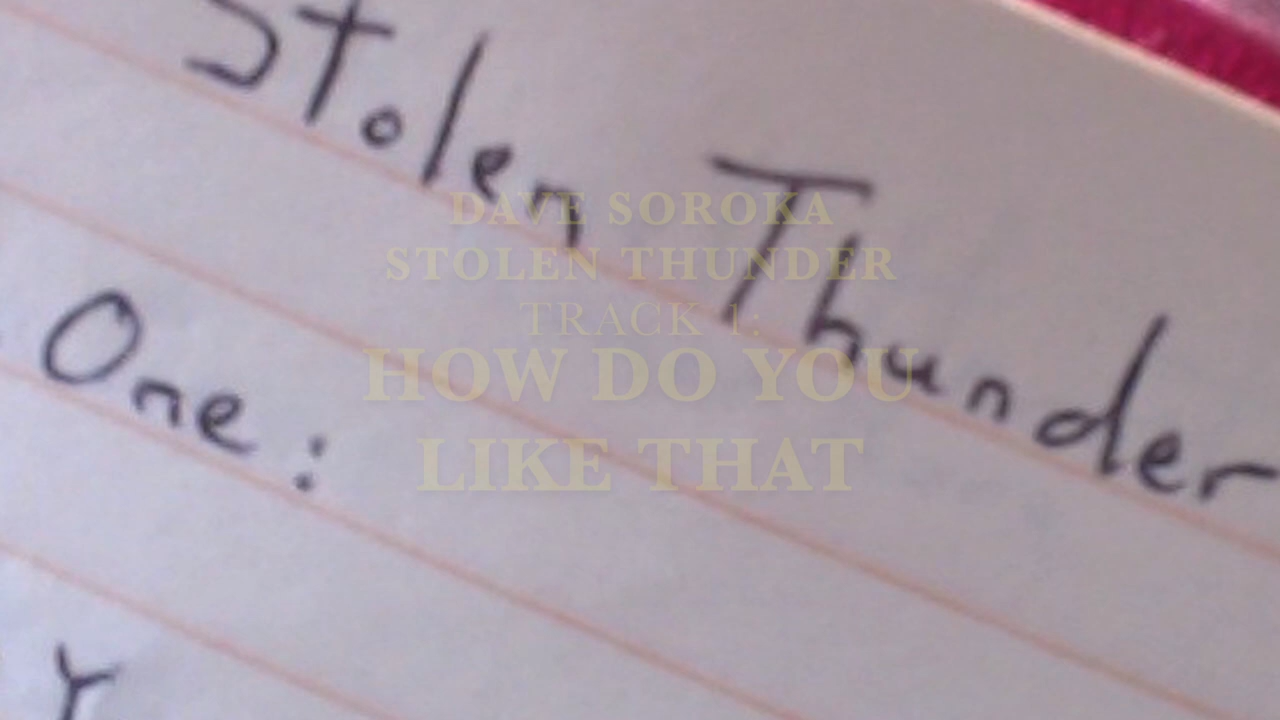 Stolen Thunder
One:
Y
DAVE SOROKA
STOLEN THUNDER
TRACK 1:
HOW DO YOU
LIKE THAT